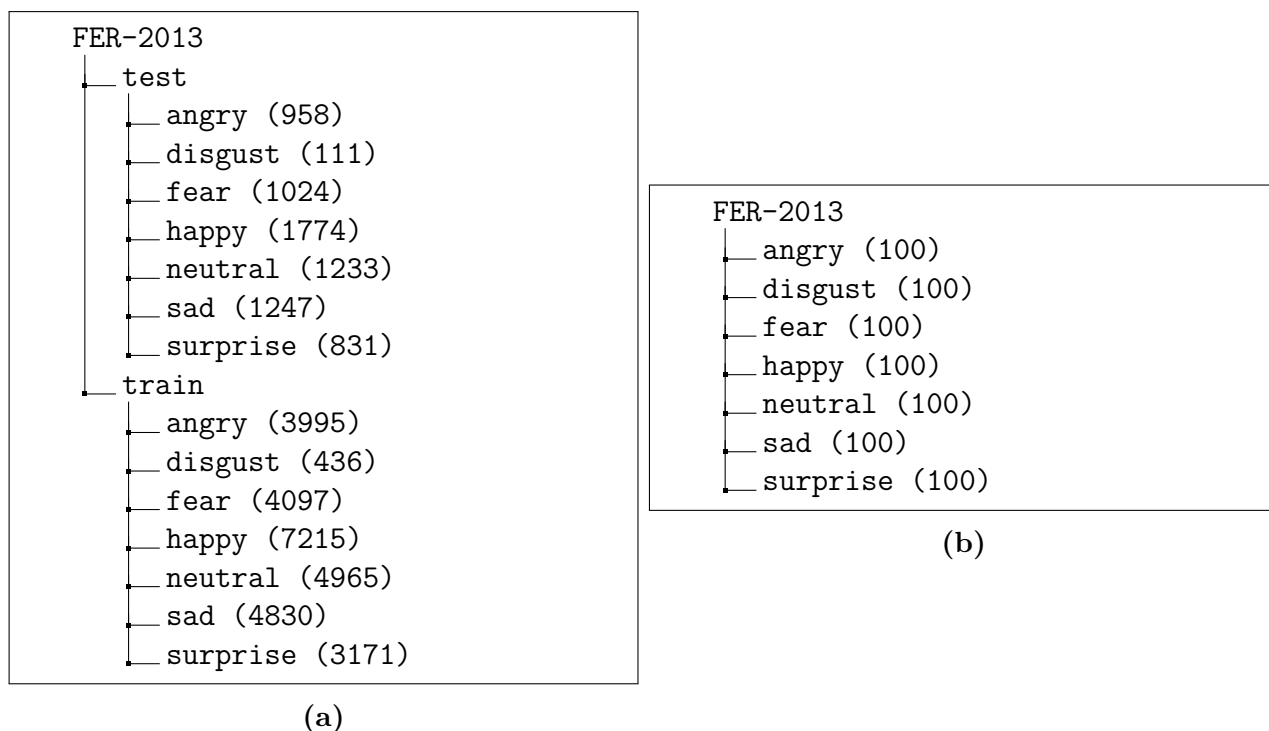 FER-2013
test
angry (958)
disgust (111)
fear (1024)
happy (1774)
neutral (1233)
sad (1247)
surprise (831)
train
angry (3995)
disgust (436)
fear (4097)
happy (7215)
neutral (4965)
sad (4830)
surprise (3171)
(a)
FER-2013
angry (100)
disgust (100)
fear (100)
happy (100)
neutral (100)
sad (100)
surprise (100)
(b)